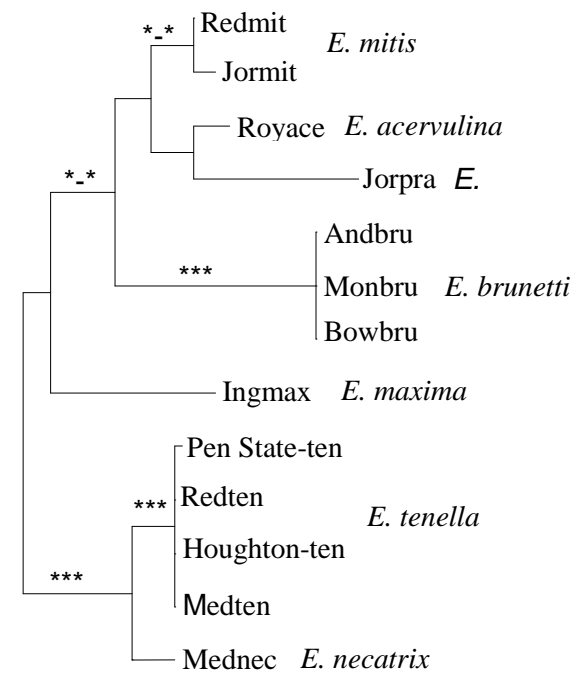 *-* Redmit E. mitis
Jormit
Royace E. acervulina
*-*
Jorpra E.
Andbru
*** Monbru E. brunetti
Bowbru
Ingmax E. maxima
Pen State-ten
*** Redten
E. tenella
Houghton-ten
***
Medten
Mednec E. necatrix